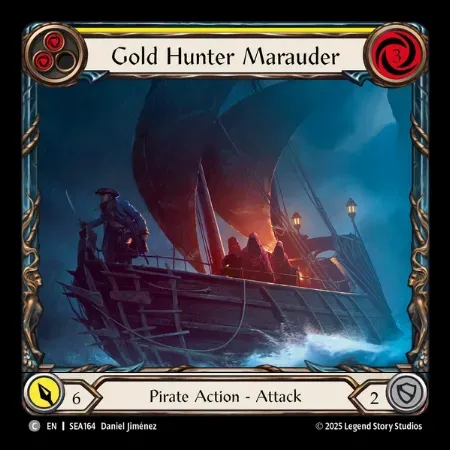 Gold Hunter Marauder
3
6
Pirate Action - Attack
2
C EN | SEA164 Daniel Jiménez
© 2025 Legend Story Studios